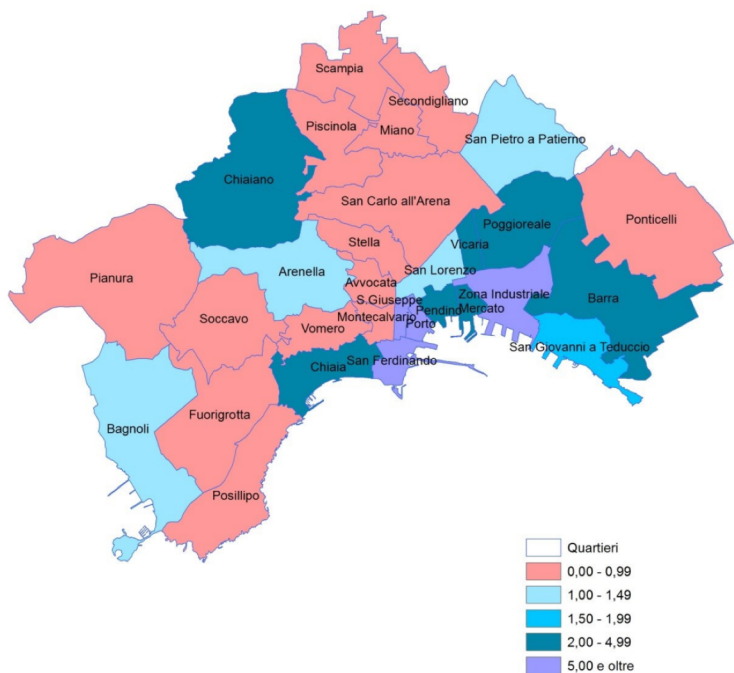 Scampia
Secondigliano
Piscinola
Miano
San Pietro a Patierno
Chiaiano
San Carlo all'Arena
Ponticelli
Poggioreale
Stella
Vicaria
Pianura
Arenella
San Lorenzo
Avvocata
Zona Industriale
Barra
S.Giuseppe
Soccavo
Pendino
Mercato
Montecalvario
Porto
Vomero
San Giovanni a Teduccio
San Ferdinando
Chiaia
Fuorigrotta
Bagnoli
Posillipo
Quartieri
0,00 - 0,99
1,00 - 1,49
1,50 - 1,99
2,00 - 4,99
5,00 e oltre